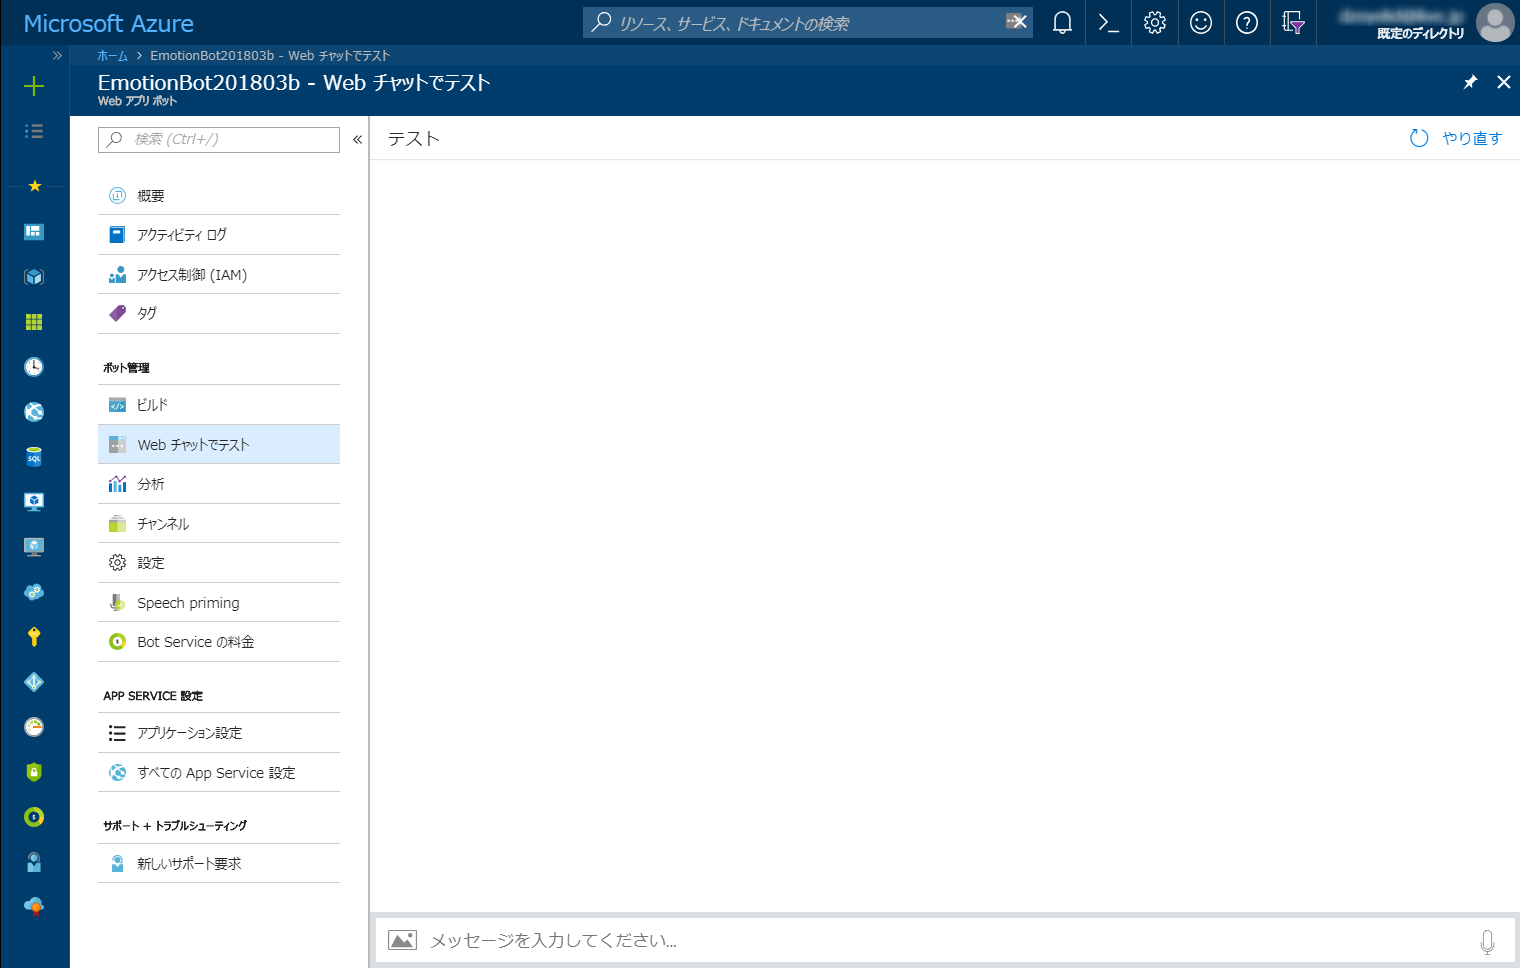 Microsoft Azure
リソース、サービス、ドキュメントの検索
既定のディレクトリ
ホーム > EmotionBot201803b - Web チャットでテスト
EmotionBot201803b - Web チャットでテスト
Web アプリ ボット
検索 (Ctrl+/)
テスト
やり直す
概要
アクティビティ ログ
アクセス制御 (IAM)
タグ
ボット管理
ビルド
Web チャットでテスト
分析
チャンネル
設定
Speech priming
Bot Service の料金
APP SERVICE 設定
アプリケーション設定
すべての App Service 設定
サポート + トラブルシューティング
新しいサポート要求
SQL
メッセージを入力してください...